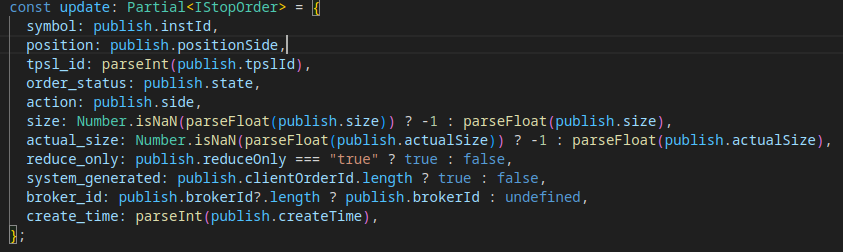 const update: Partial<IStopOrder> = {
symbol: publish.instId,
position: publish.positionSide,
tpsl_id: parseInt(publish.tpslId),
order_status: publish.state,
action: publish.side,
size: Number.isNaN(parseFloat(publish.size)) ? -1 : parseFloat(publish.size),
actual_size: Number.isNaN(parseFloat(publish.actualSize)) ? -1 : parseFloat(publish.actualSize),
reduce_only: publish.reduceOnly === "true" ? true : false,
system_generated: publish.clientOrderId.length ? true : false,
broker_id: publish.brokerId?.length ? publish.brokerId : undefined,
create_time: parseInt(publish.createTime),
};